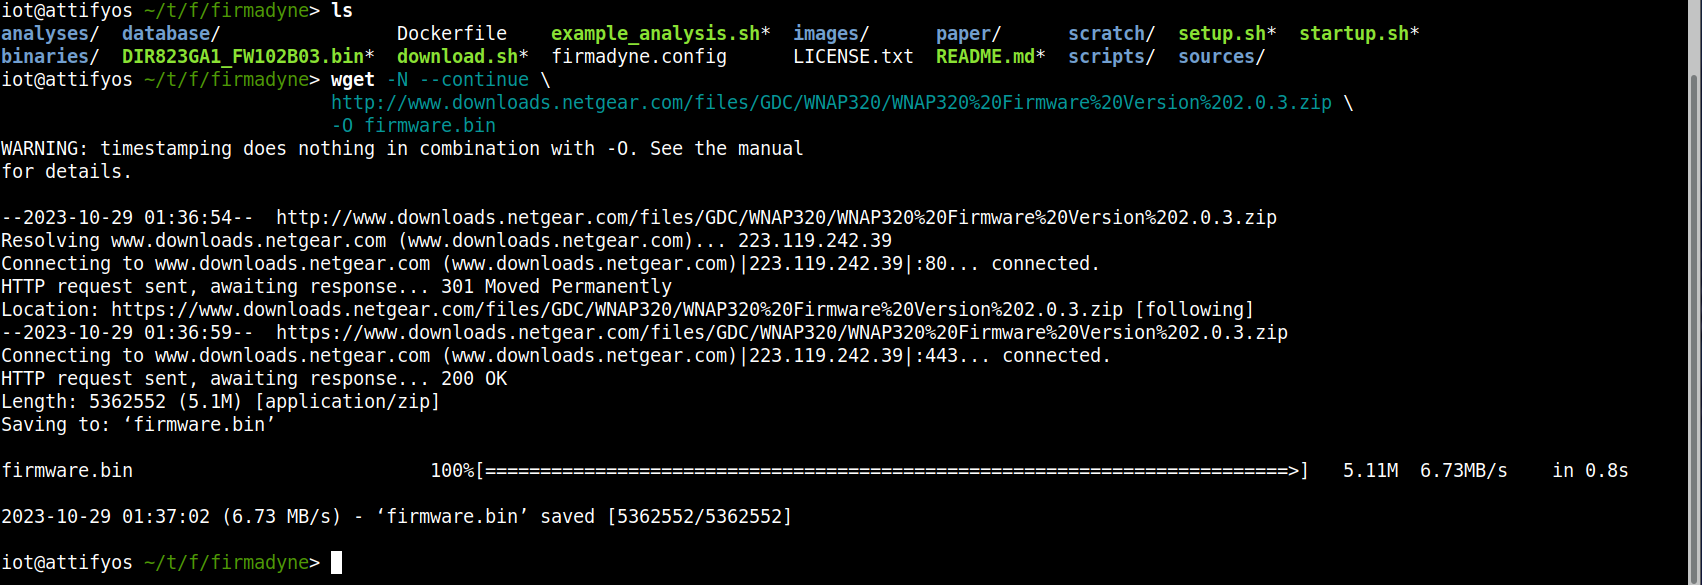 iot@attifyos ~/t/f/firmadyne> ls
analyses/  database/                Dockerfile    example_analysis.sh*  images/      paper/      scratch/  setup.sh*  startup.sh*
binaries/  DIR823GA1_FW102B03.bin*  download.sh*  firmadyne.config      LICENSE.txt  README.md*  scripts/  sources/
iot@attifyos ~/t/f/firmadyne> wget -N --continue \
                              http://www.downloads.netgear.com/files/GDC/WNAP320/WNAP320%20Firmware%20Version%202.0.3.zip \
                              -O firmware.bin
WARNING: timestamping does nothing in combination with -O. See the manual
for details.

--2023-10-29 01:36:54--  http://www.downloads.netgear.com/files/GDC/WNAP320/WNAP320%20Firmware%20Version%202.0.3.zip
Resolving www.downloads.netgear.com (www.downloads.netgear.com)... 223.119.242.39
Connecting to www.downloads.netgear.com (www.downloads.netgear.com)|223.119.242.39|:80... connected.
HTTP request sent, awaiting response... 301 Moved Permanently
Location: https://www.downloads.netgear.com/files/GDC/WNAP320/WNAP320%20Firmware%20Version%202.0.3.zip [following]
--2023-10-29 01:36:59--  https://www.downloads.netgear.com/files/GDC/WNAP320/WNAP320%20Firmware%20Version%202.0.3.zip
Connecting to www.downloads.netgear.com (www.downloads.netgear.com)|223.119.242.39|:443... connected.
HTTP request sent, awaiting response... 200 OK
Length: 5362552 (5.1M) [application/zip]
Saving to: ‘firmware.bin’

firmware.bin                           100%[=========================================================================>]   5.11M  6.73MB/s    in 0.8s

2023-10-29 01:37:02 (6.73 MB/s) - ‘firmware.bin’ saved [5362552/5362552]

iot@attifyos ~/t/f/firmadyne>